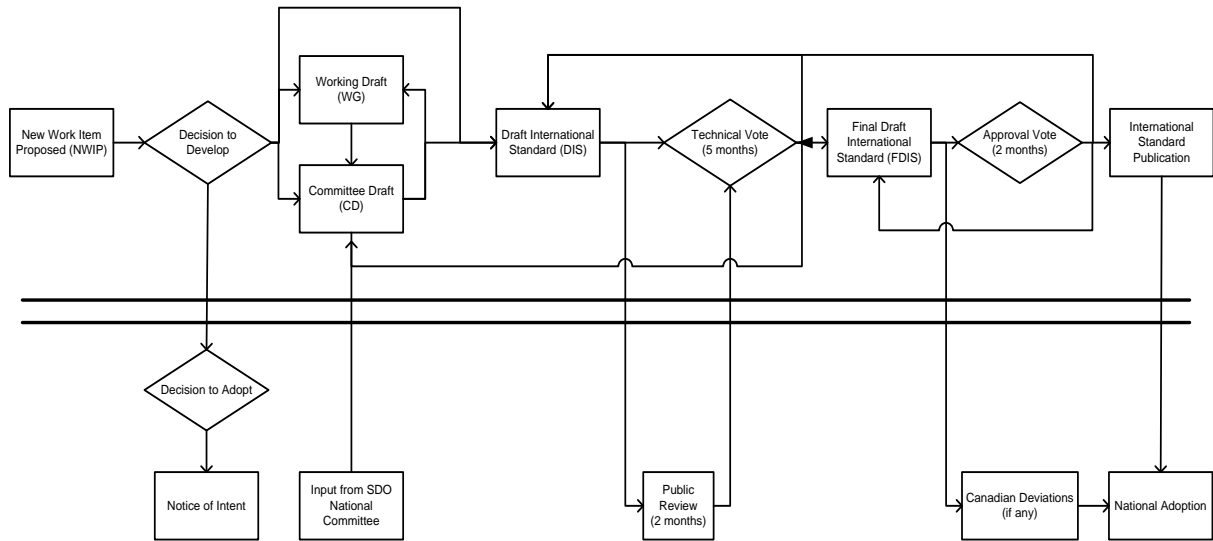 New Work Item
Proposed (NWIP)
Decision to
Develop
Working Draft
(WG)
Committee Draft
(CD)
Draft International
Standard (DIS)
Technical Vote
(5 months)
Final Draft
International
Standard (FDIS)
Approval Vote
(2 months)
International
Standard
Publication
Decision to Adopt
Notice of Intent
Input from SDO
National
Committee
Public
Review
(2 months)
Canadian Deviations
(if any)
National Adoption